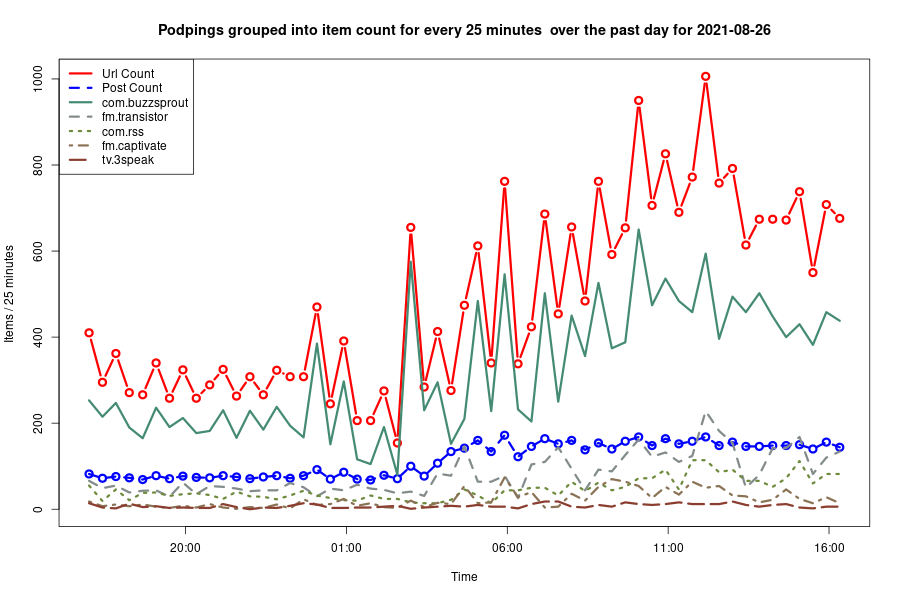 Podpings grouped into item count for every 25 minutes  over the past day for 2021-08-26
Url Count
Post Count
com.buzzsprout
fm.transistor
com.rss
fm.captivate
tv.3speak
Items / 25 minutes
1000
800
600
400
200
0
20:00 01:00 06:00 11:00 16:00
Time